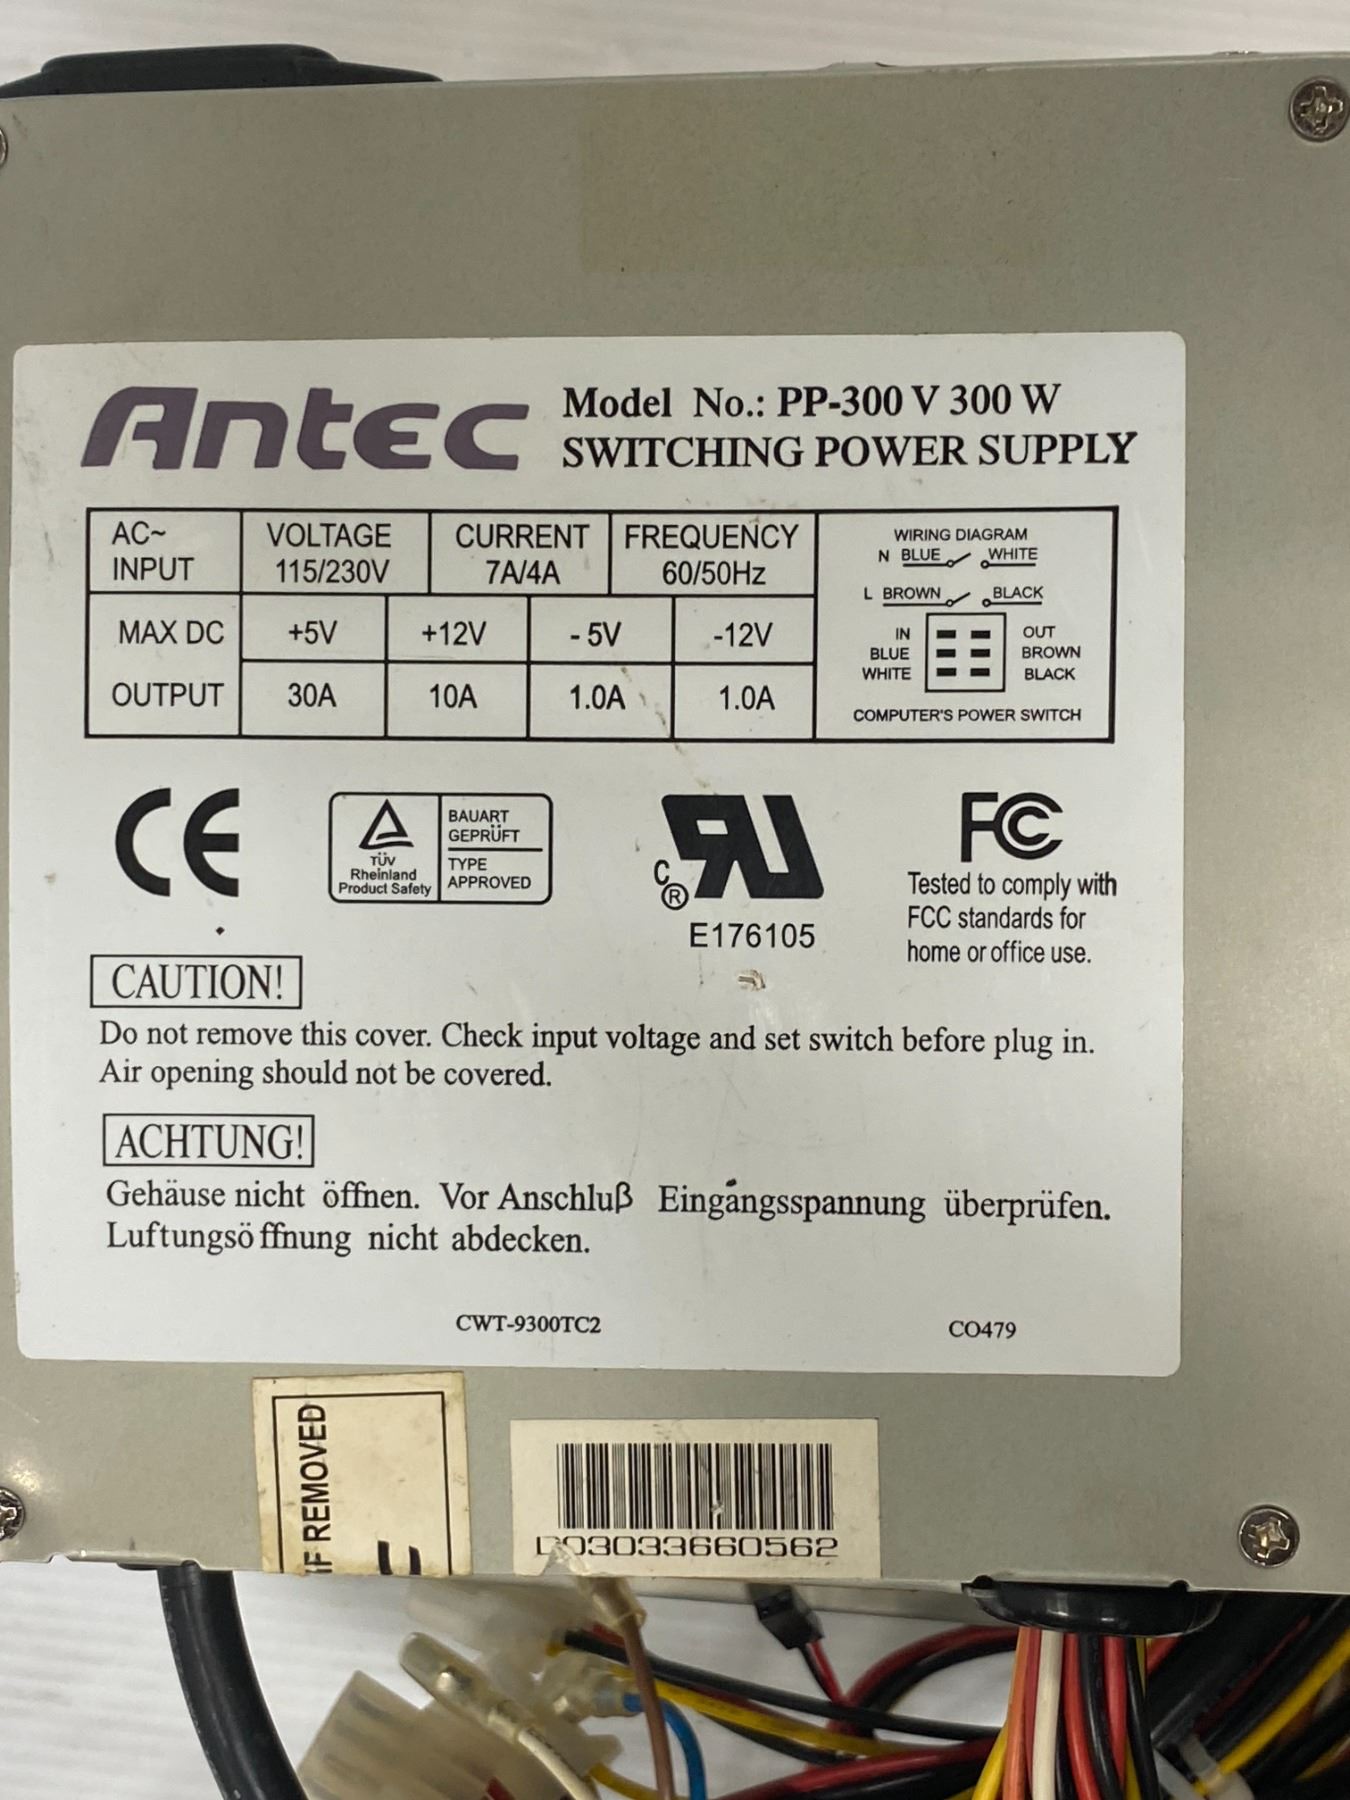 Antec
Model No.: PP-300 V 300 W
SWITCHING POWER SUPPLY
AC~ INPUT
VOLTAGE 115/230V
CURRENT 7A/4A
FREQUENCY 60/50Hz
MAX DC OUTPUT
+5V +12V - 5V -12V
30A 10A 1.0A 1.0A
WIRING DIAGRAM
N BLUE WHITE
L BROWN BLACK
IN OUT
BLUE BROWN
WHITE BLACK
COMPUTER'S POWER SWITCH
CE
TÜV
Rheinland
Product Safety
BAUART
GEPRÜFT
TYPE
APPROVED
C RU ®
E176105
FC
Tested to comply with
FCC standards for
home or office use.
CAUTION!
Do not remove this cover. Check input voltage and set switch before plug in.
Air opening should not be covered.
ACHTUNG!
Gehäuse nicht öffnen. Vor Anschluß Eingangsspannung überprüfen.
Luftungsöffnung nicht abdecken.
CWT-9300TC2 CO479
IF REMOVED
03033660562